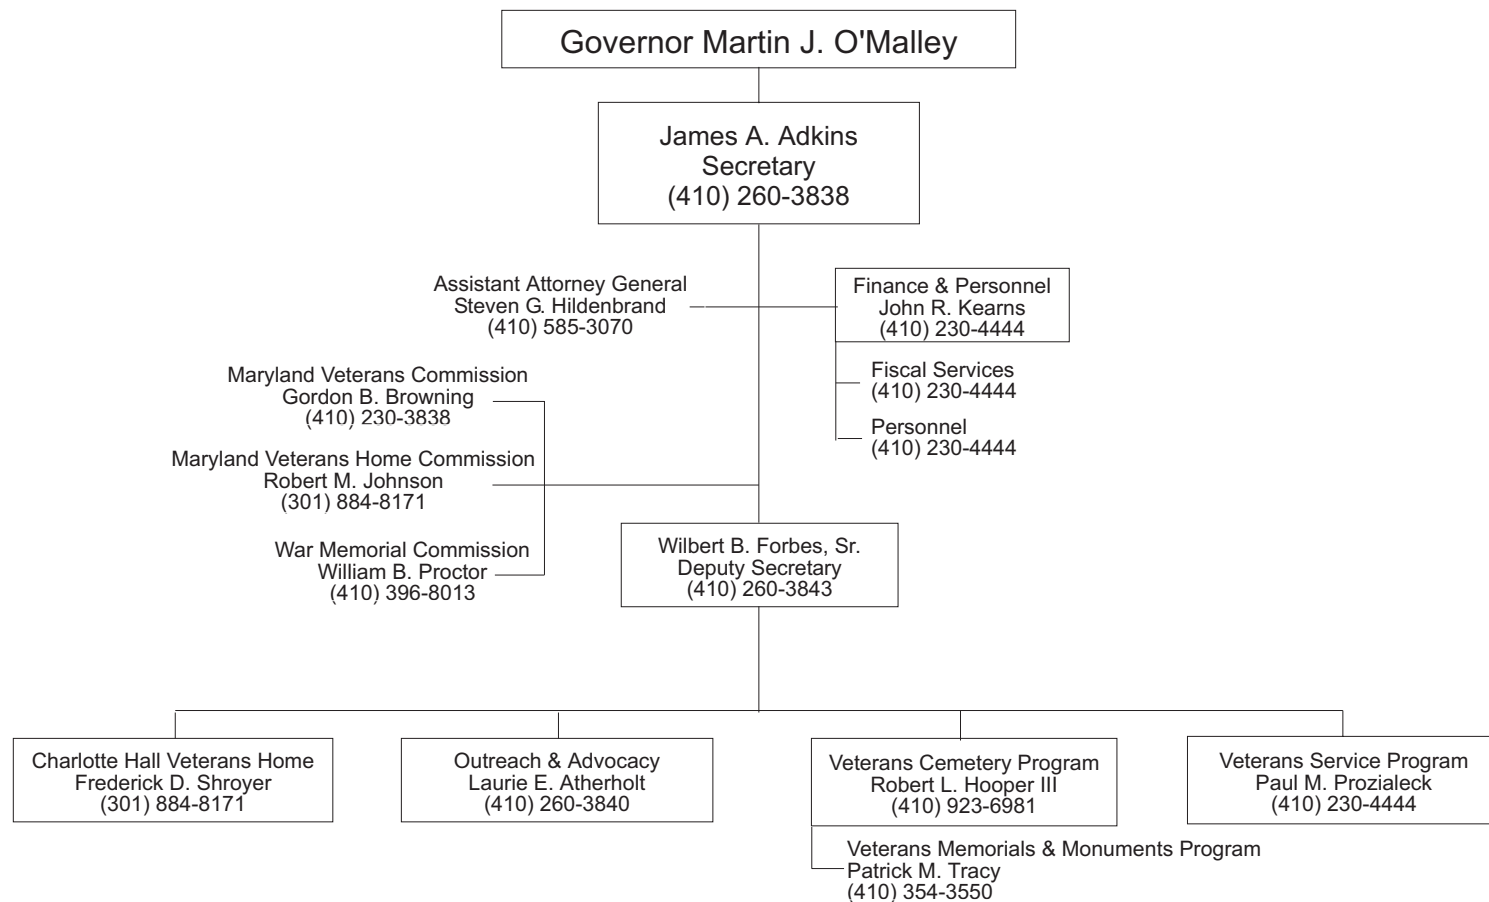 Governor Martin J. O'Malley
James A. Adkins
Secretary
(410) 260-3838
Assistant Attorney General
Steven G. Hildenbrand
(410) 585-3070
Finance & Personnel
John R. Kearns
(410) 230-4444
Fiscal Services
(410) 230-4444
Personnel
(410) 230-4444
Maryland Veterans Commission
Gordon B. Browning
(410) 230-3838
Maryland Veterans Home Commission
Robert M. Johnson
(301) 884-8171
War Memorial Commission
William B. Proctor
(410) 396-8013
Wilbert B. Forbes, Sr.
Deputy Secretary
(410) 260-3843
Charlotte Hall Veterans Home
Frederick D. Shroyer
(301) 884-8171
Outreach & Advocacy
Laurie E. Atherholt
(410) 260-3840
Veterans Cemetery Program
Robert L. Hooper III
(410) 923-6981
Veterans Memorials & Monuments Program
Patrick M. Tracy
(410) 354-3550
Veterans Service Program
Paul M. Prozialeck
(410) 230-4444